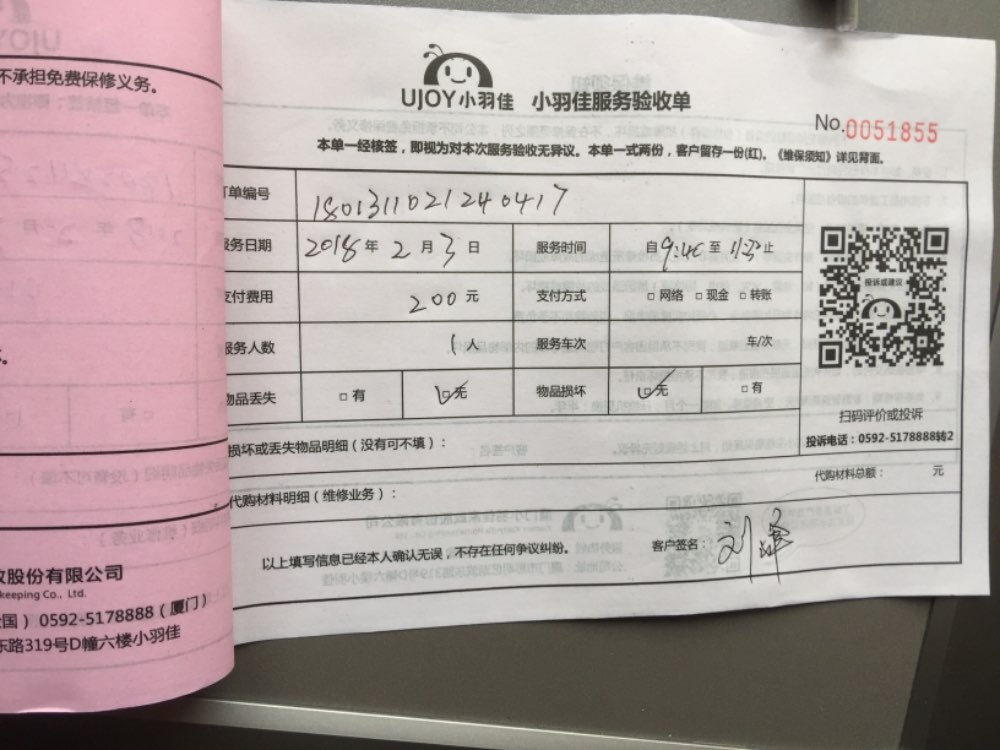 不承担免费保修义务。
UJOY小羽佳 小羽佳服务验收单
No.0051855
本单一经核签，即视为对本次服务验收无异议。本单一式两份，客户留存一份(红)。《维保须知》详见背面。
订单编号 180131102124 0417
服务日期 2018年2月3日 服务时间 自9:40至 止
投诉或建议
支付费用 200元 支付方式 □网络 □现金 □转账
服务人数 1人 服务车次 车/次
物品丢失 □有 ☑无 物品损坏 ☑无 □有
扫码评价或投诉
投诉电话：0592-5178888转2
损坏或丢失物品明细（没有可不填）：
代购材料总额： 元
代购材料明细（维修业务）：
以上填写信息已经本人确认无误，不存在任何争议纠纷。 客户签名：刘
股份有限公司
keeping Co., Ltd.
国）0592-5178888（厦门）
东路319号D幢六楼小羽佳